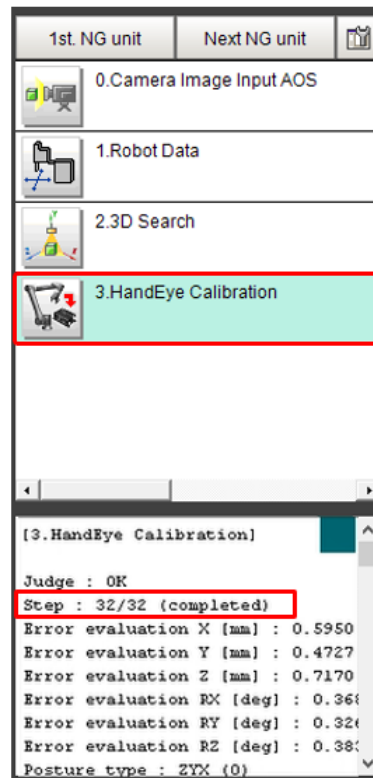 1st. NG unit Next NG unit
0.Camera Image Input AOS
1.Robot Data
2.3D Search
3.HandEye Calibration
[3.HandEye Calibration]
Judge : OK
Step : 32/32 (completed)
Error evaluation X [mm] : 0.5950
Error evaluation Y [mm] : 0.4727
Error evaluation Z [mm] : 0.7170
Error evaluation RX [deg] : 0.368
Error evaluation RY [deg] : 0.326
Error evaluation RZ [deg] : 0.383
Posture type : ZYX (0)